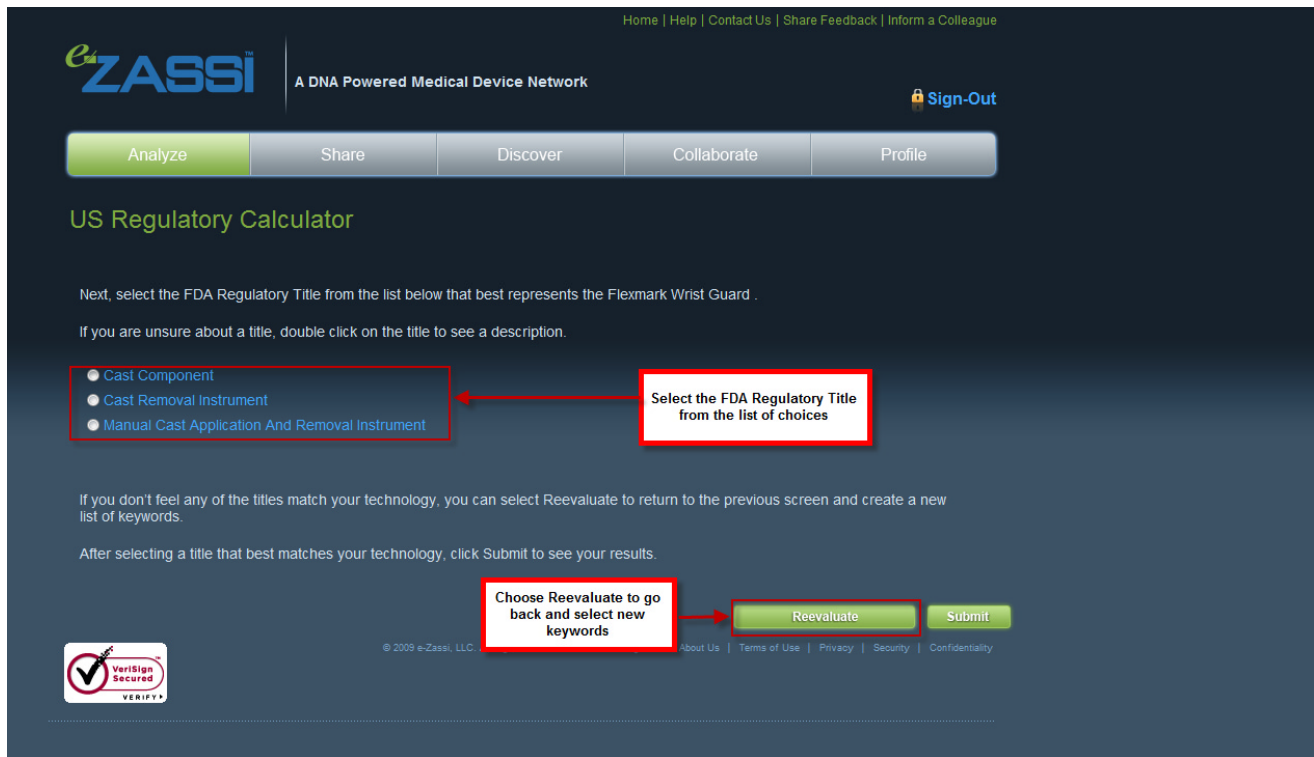 Home | Help | Contact Us | Share Feedback | Inform a Colleague
e-ZASSI™
A DNA Powered Medical Device Network
Sign-Out
Analyze Share Discover Collaborate Profile
US Regulatory Calculator
Next, select the FDA Regulatory Title from the list below that best represents the Flexmark Wrist Guard .
If you are unsure about a title, double click on the title to see a description.
Cast Component
Cast Removal Instrument
Manual Cast Application And Removal Instrument
Select the FDA Regulatory Title
from the list of choices
If you don't feel any of the titles match your technology, you can select Reevaluate to return to the previous screen and create a new
list of keywords.
After selecting a title that best matches your technology, click Submit to see your results.
Choose Reevaluate to go
back and select new
keywords
Reevaluate Submit
© 2009 e-Zassi, LLC. About Us | Terms of Use | Privacy | Security | Confidentiality
VeriSign
Secured
VERIFY